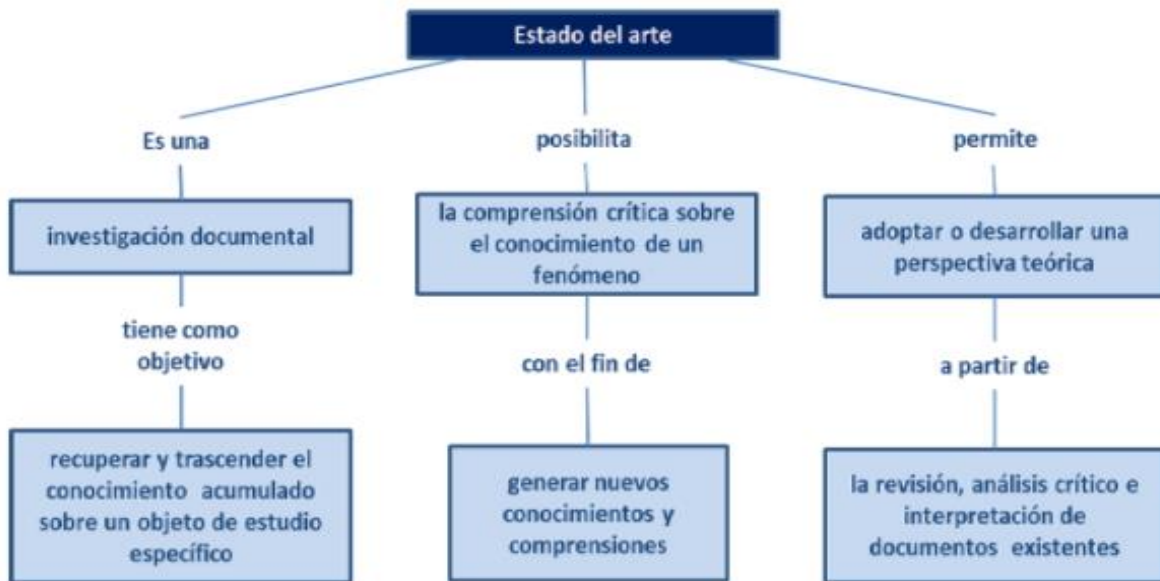 Estado del arte
Es una
posibilita
permite
investigación documental
la comprensión crítica sobre
el conocimiento de un
fenómeno
adoptar o desarrollar una
perspectiva teórica
tiene como
objetivo
con el fin de
a partir de
recuperar y trascender el
conocimiento acumulado
sobre un objeto de estudio
específico
generar nuevos
conocimientos y
comprensiones
la revisión, análisis crítico e
interpretación de
documentos existentes